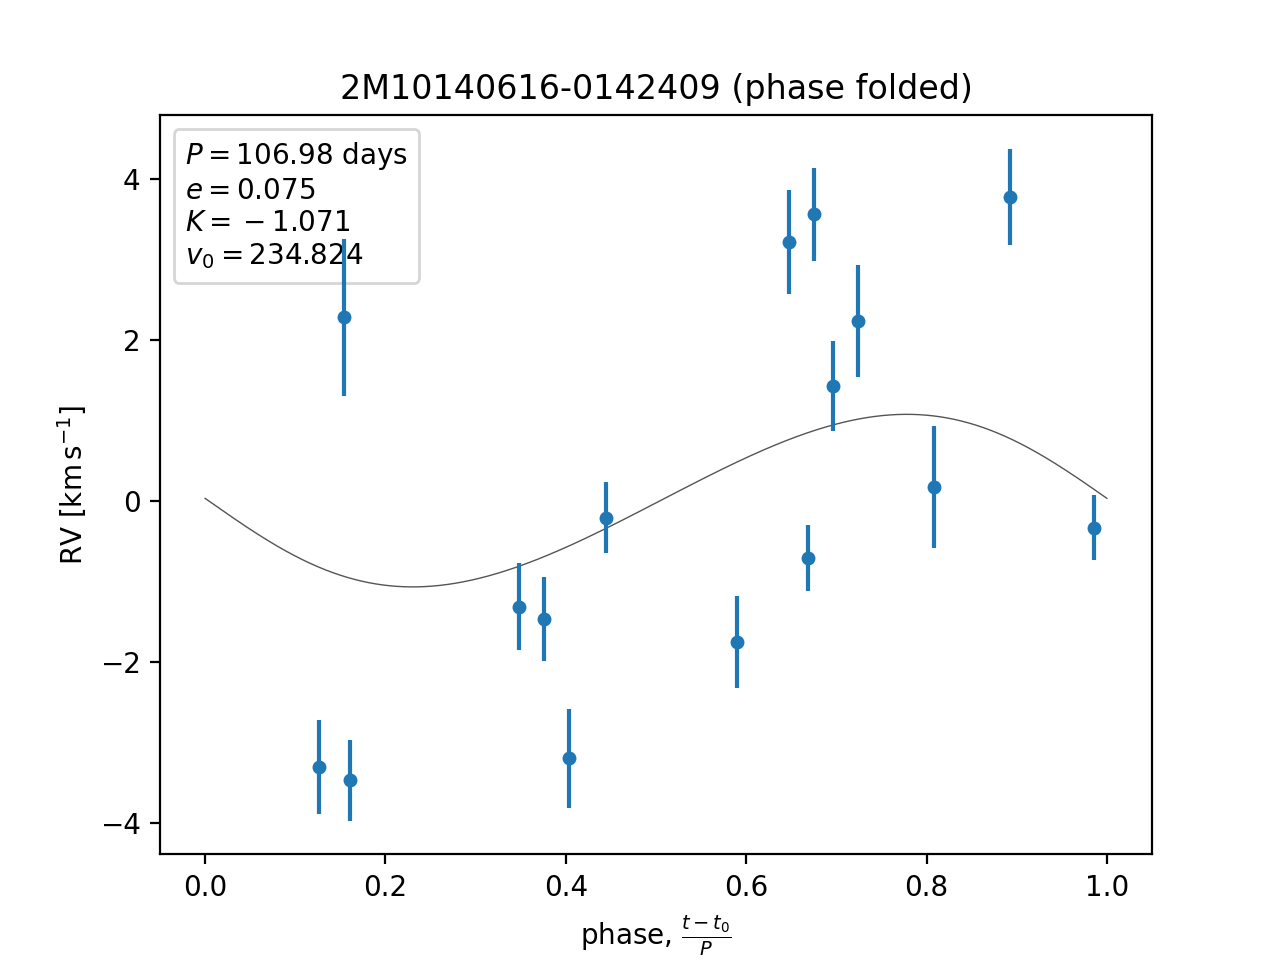 2M10140616-0142409 (phase folded)
P = 106.98 days
e = 0.075
K = −1.071
v₀ = 234.824
RV [km s⁻¹]
4
2
0
−2
−4
0.0 0.2 0.4 0.6 0.8 1.0
phase, (t − t₀)/P